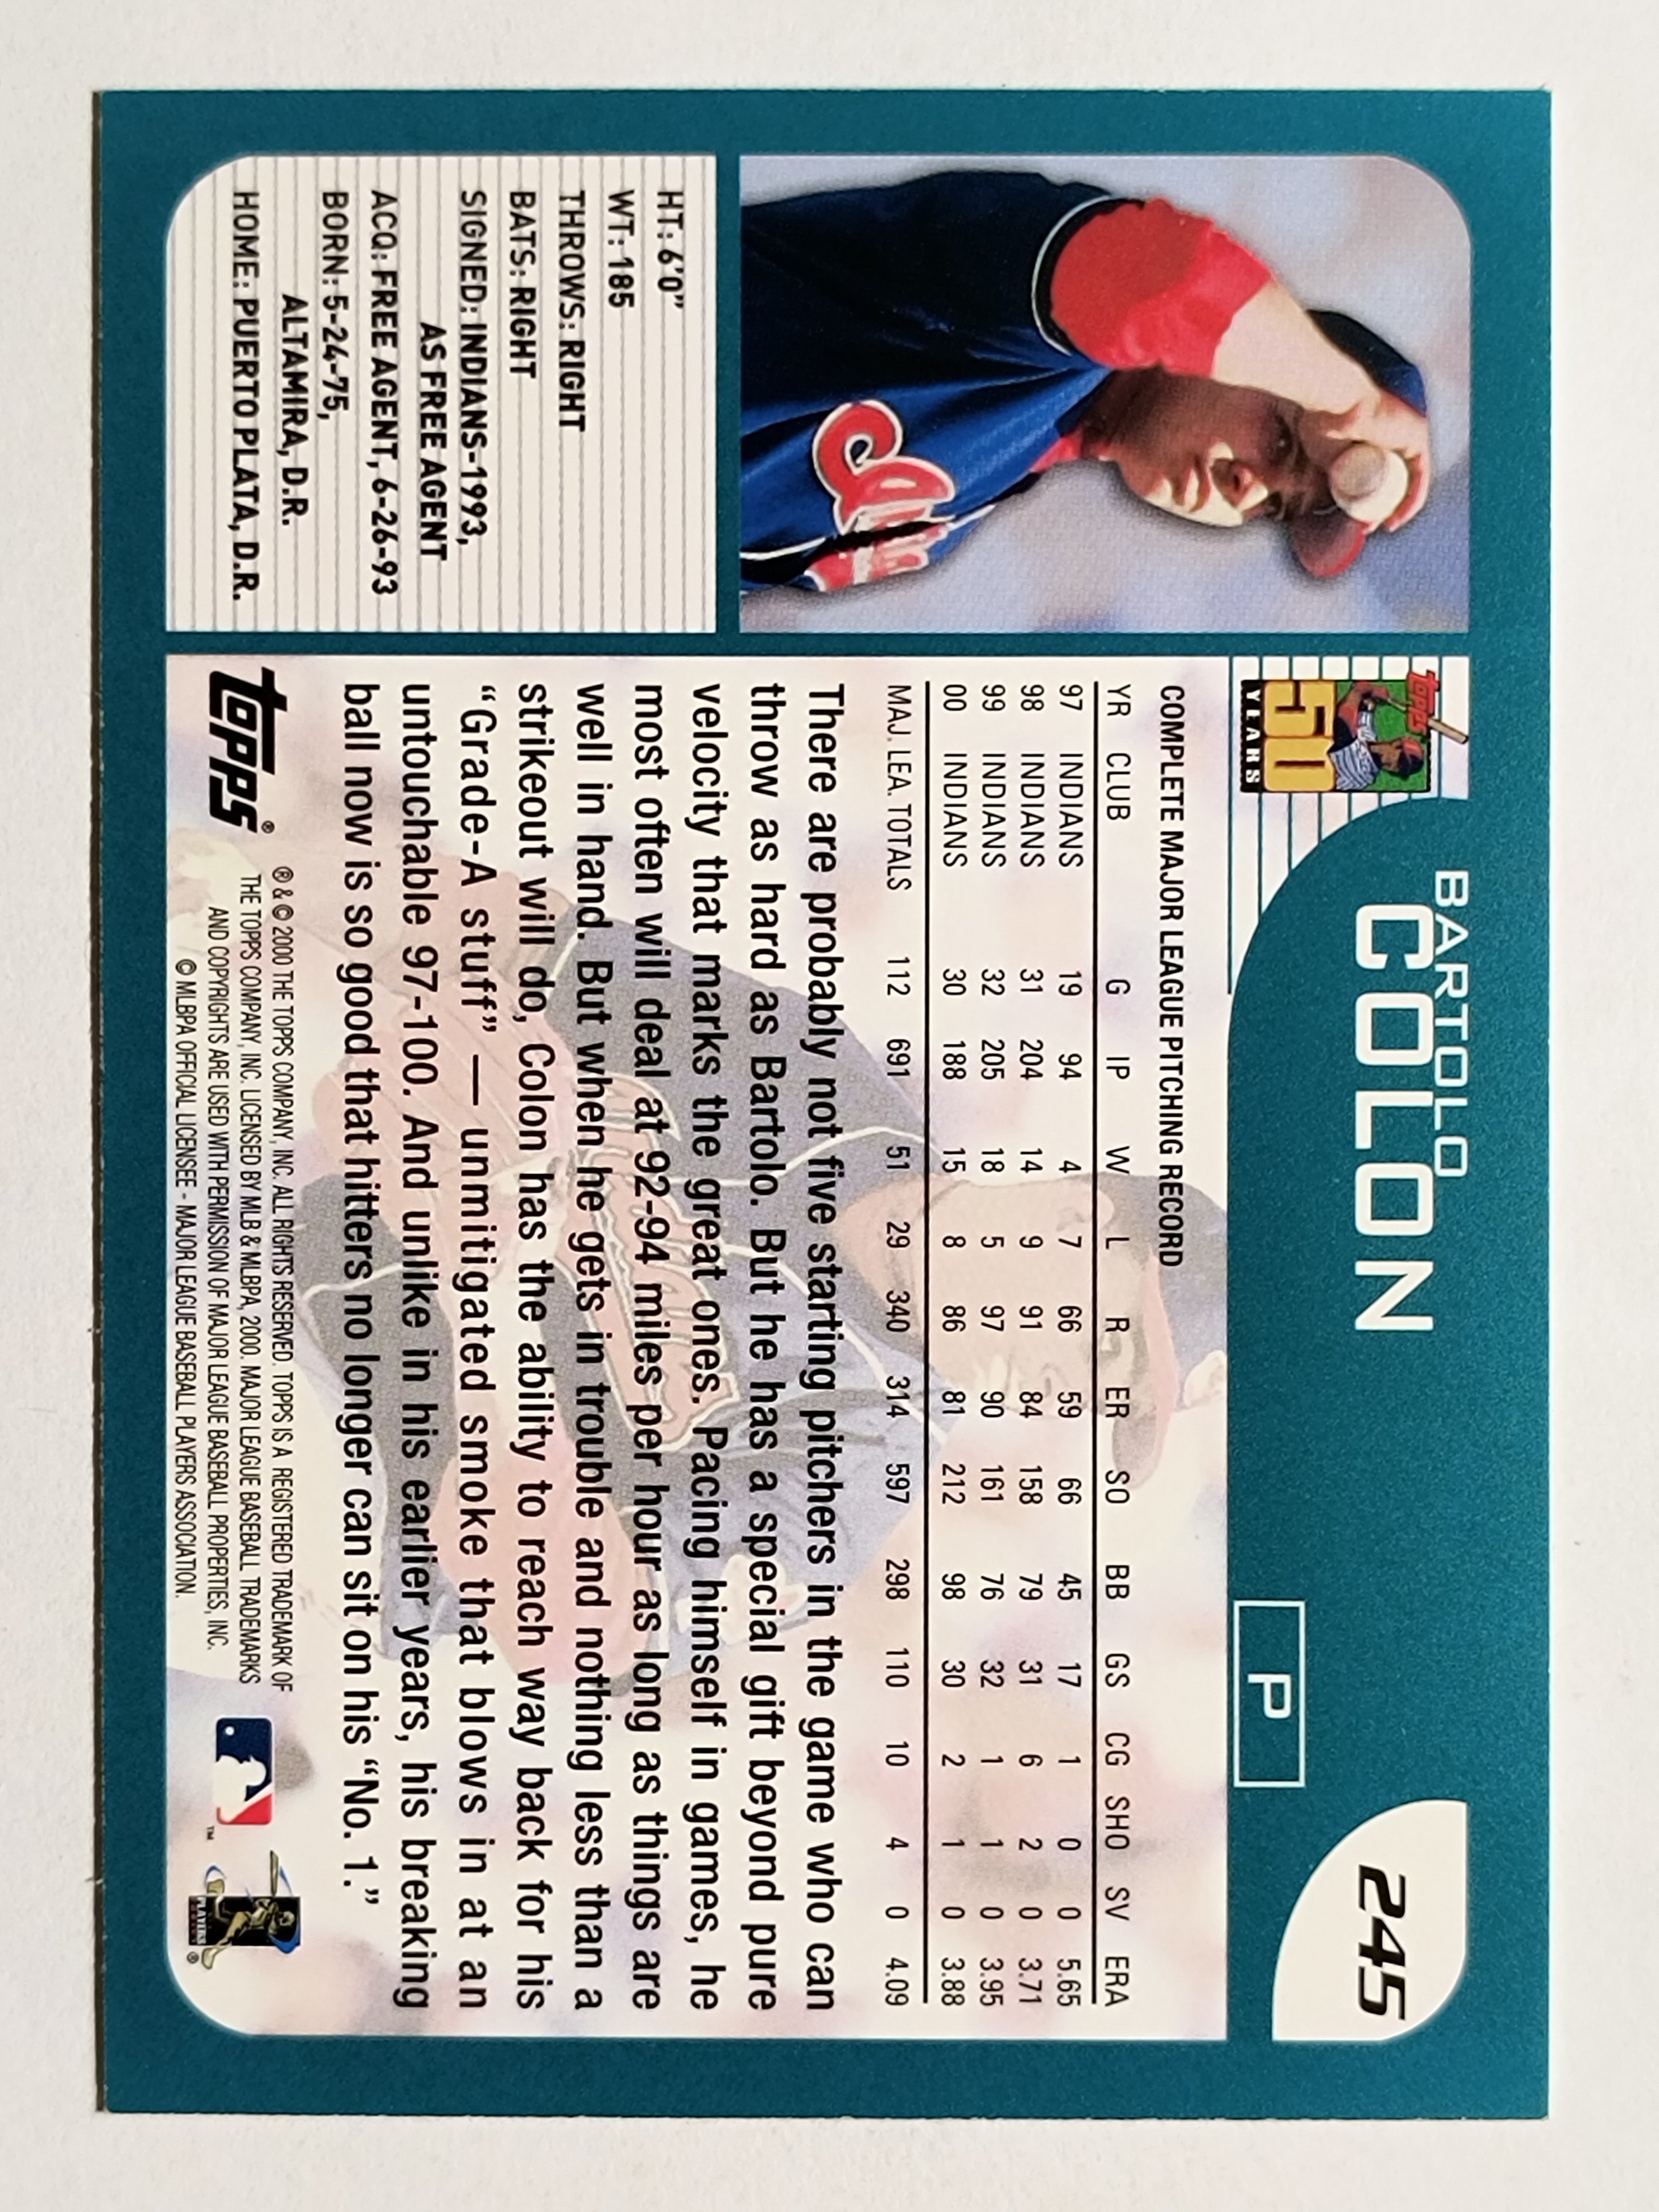 topps
50
YEARS
BARTOLO
COLON
P
245
COMPLETE MAJOR LEAGUE PITCHING RECORD
YR CLUB G IP W L R ER SO BB GS CG SHO SV ERA
97 INDIANS 19 94 4 7 66 59 66 45 17 1 0 0 5.65
98 INDIANS 31 204 14 9 91 84 158 79 31 6 2 0 3.71
99 INDIANS 32 205 18 5 97 90 161 76 32 1 1 0 3.95
00 INDIANS 30 188 15 8 86 81 212 98 30 2 1 0 3.88
MAJ. LEA. TOTALS 112 691 51 29 340 314 597 298 110 10 4 0 4.09
There are probably not five starting pitchers in the game who can
throw as hard as Bartolo. But he has a special gift beyond pure
velocity that marks the great ones. Pacing himself in games, he
most often will deal at 92-94 miles per hour as long as things are
well in hand. But when he gets in trouble and nothing less than a
strikeout will do, Colon has the ability to reach way back for his
“Grade-A stuff” — unmitigated smoke that blows in at an
untouchable 97-100. And unlike in his earlier years, his breaking
ball now is so good that hitters no longer can sit on his “No. 1.”
HT: 6'0"
WT: 185
THROWS: RIGHT
BATS: RIGHT
SIGNED: INDIANS-1993,
AS FREE AGENT
ACQ: FREE AGENT, 6-26-93
BORN: 5-24-75,
ALTAMIRA, D.R.
HOME: PUERTO PLATA, D.R.
topps®
® & © 2000 THE TOPPS COMPANY, INC. ALL RIGHTS RESERVED. TOPPS IS A REGISTERED TRADEMARK OF
THE TOPPS COMPANY, INC. LICENSED BY MLB & MLBPA, 2000. MAJOR LEAGUE BASEBALL TRADEMARKS
AND COPYRIGHTS ARE USED WITH PERMISSION OF MAJOR LEAGUE BASEBALL PROPERTIES, INC.
© MLBPA OFFICIAL LICENSEE - MAJOR LEAGUE BASEBALL PLAYERS ASSOCIATION.
TM
PLAYERS
®